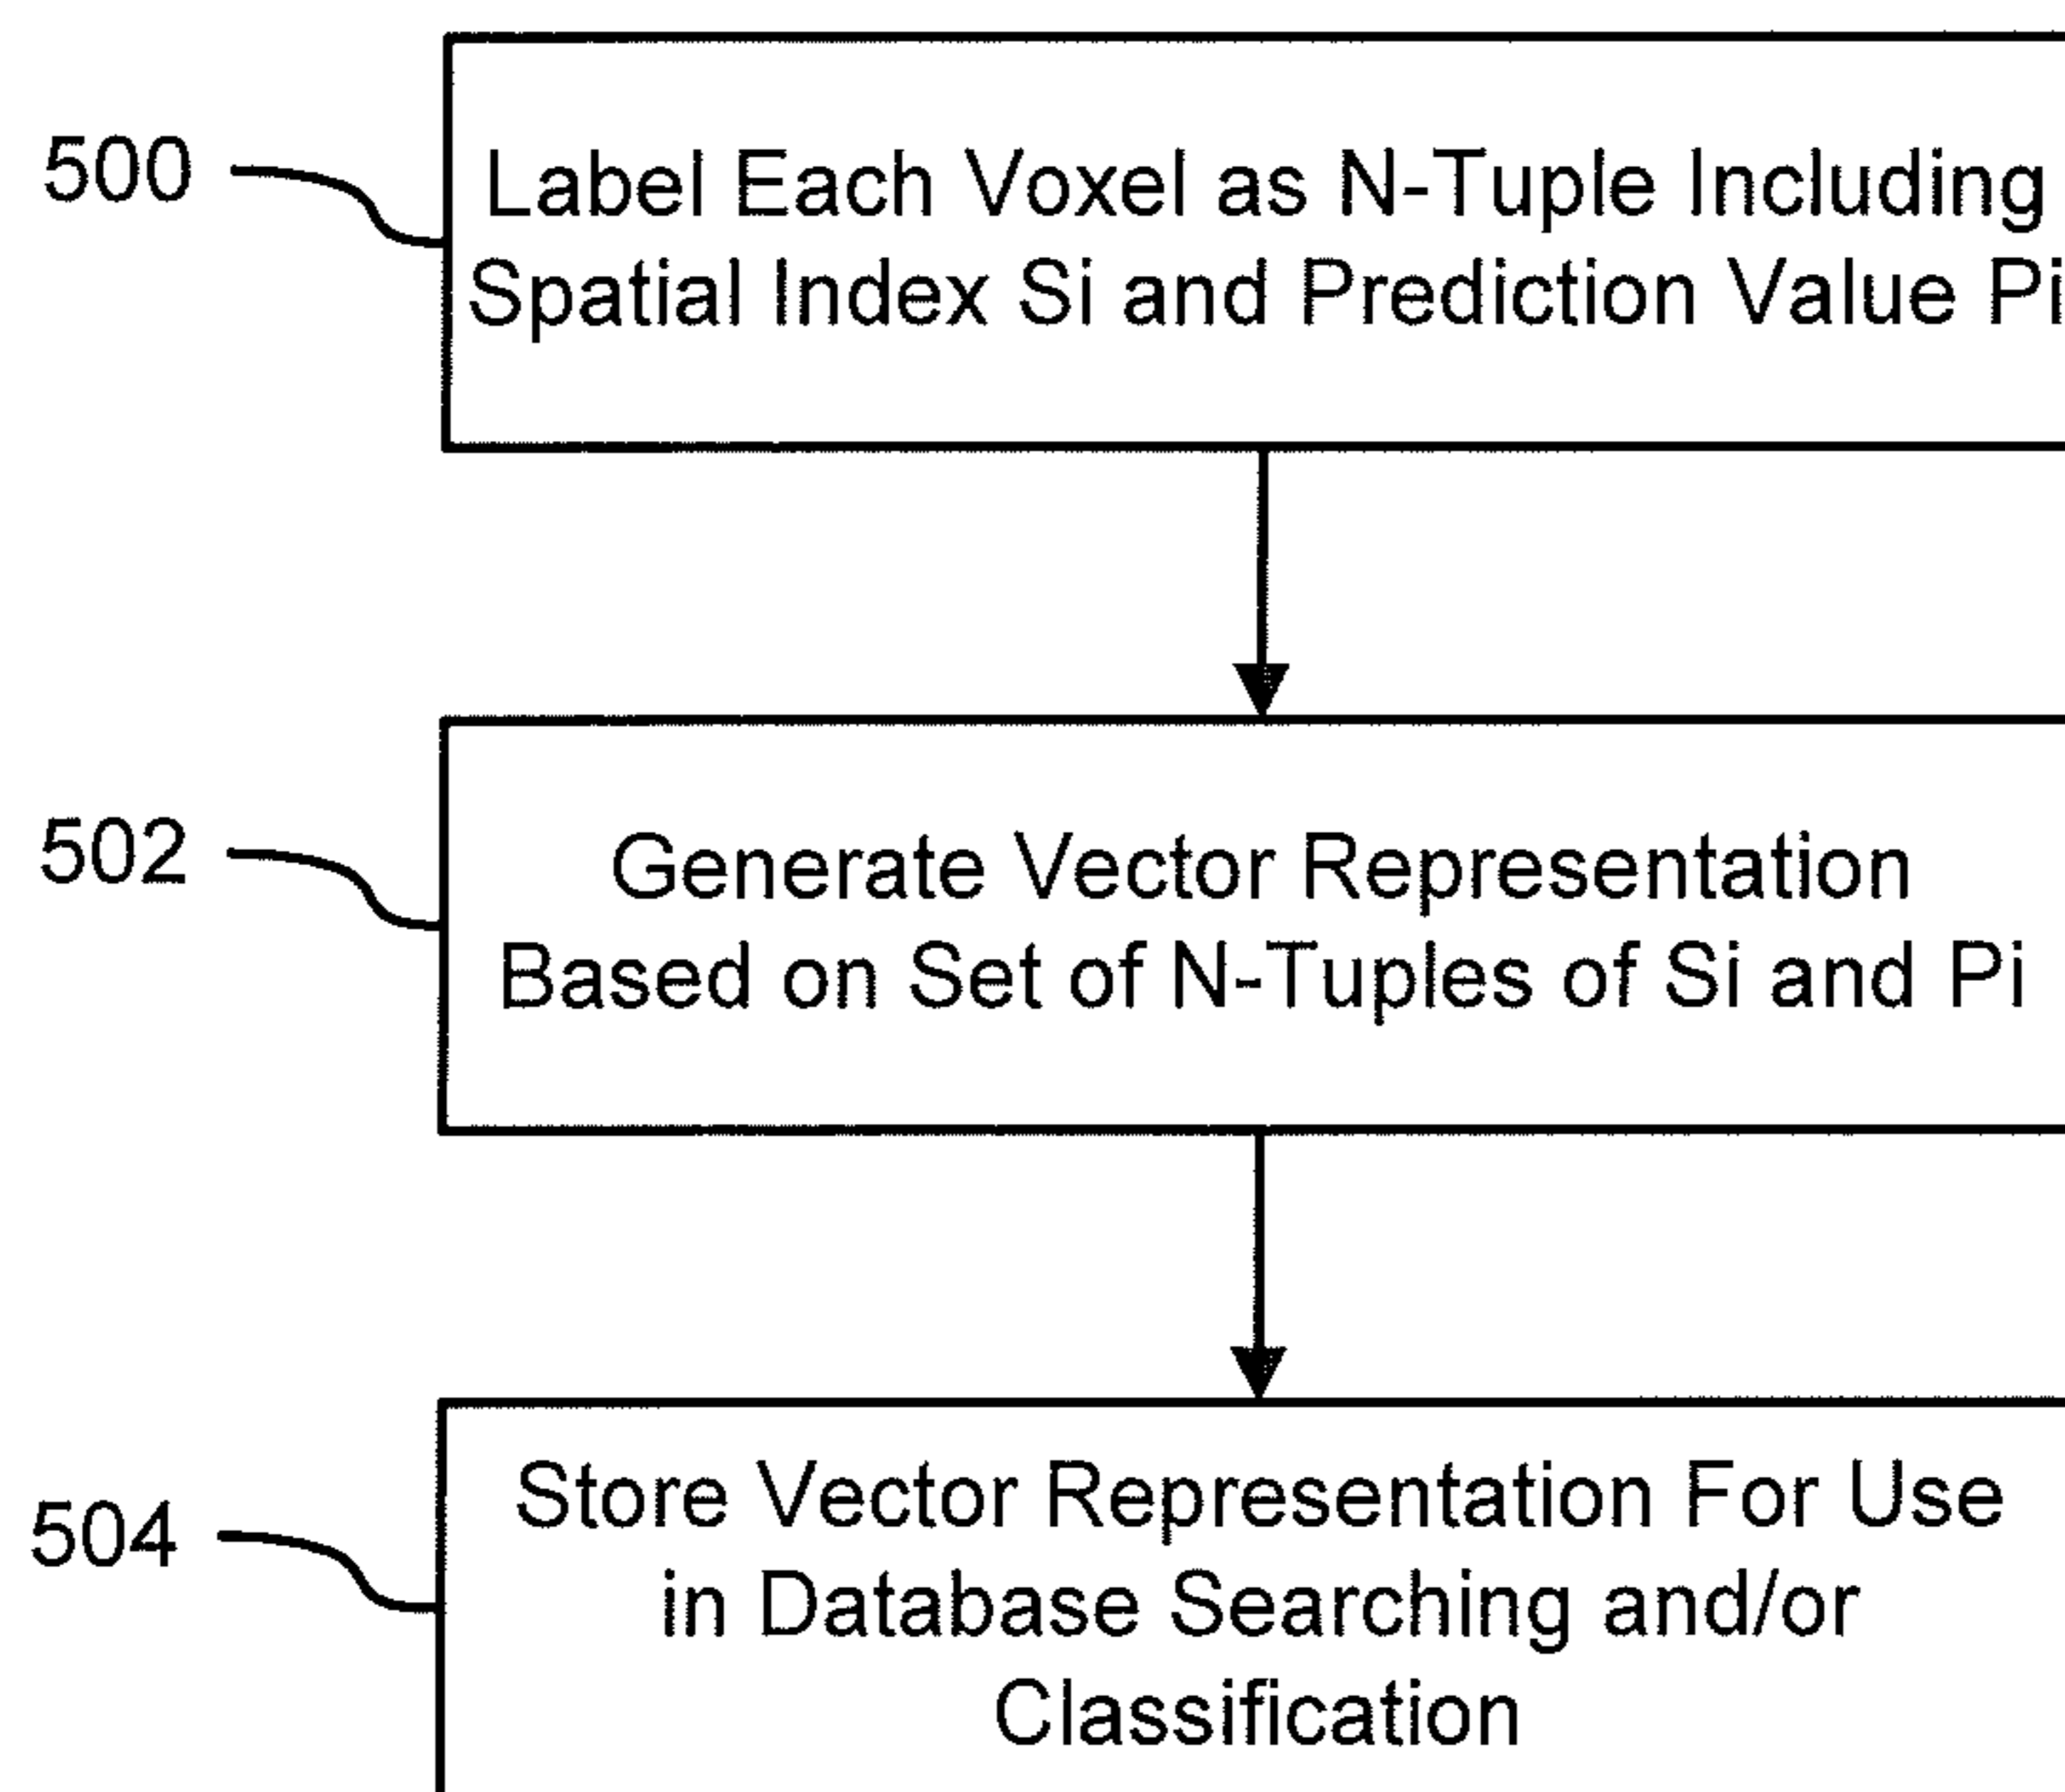 500
Label Each Voxel as N-Tuple Including
Spatial Index Si and Prediction Value Pi
502
Generate Vector Representation
Based on Set of N-Tuples of Si and Pi
504
Store Vector Representation For Use
in Database Searching and/or
Classification